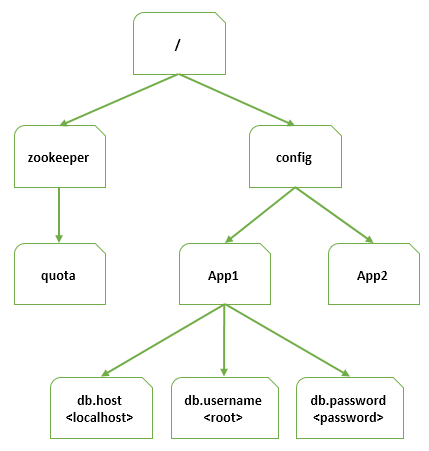 /
zookeeper
config
quota
App1
App2
db.host
<localhost>
db.username
<root>
db.password
<password>